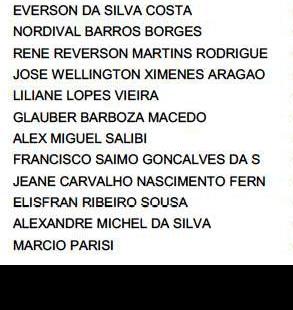 EVERSON DA SILVA COSTA
NORDIVAL BARROS BORGES
RENE REVERSON MARTINS RODRIGUE
JOSE WELLINGTON XIMENES ARAGAO
LILIANE LOPES VIEIRA
GLAUBER BARBOZA MACEDO
ALEX MIGUEL SALIBI
FRANCISCO SAIMO GONCALVES DA S
JEANE CARVALHO NASCIMENTO FERN
ELISFRAN RIBEIRO SOUSA
ALEXANDRE MICHEL DA SILVA
MARCIO PARISI